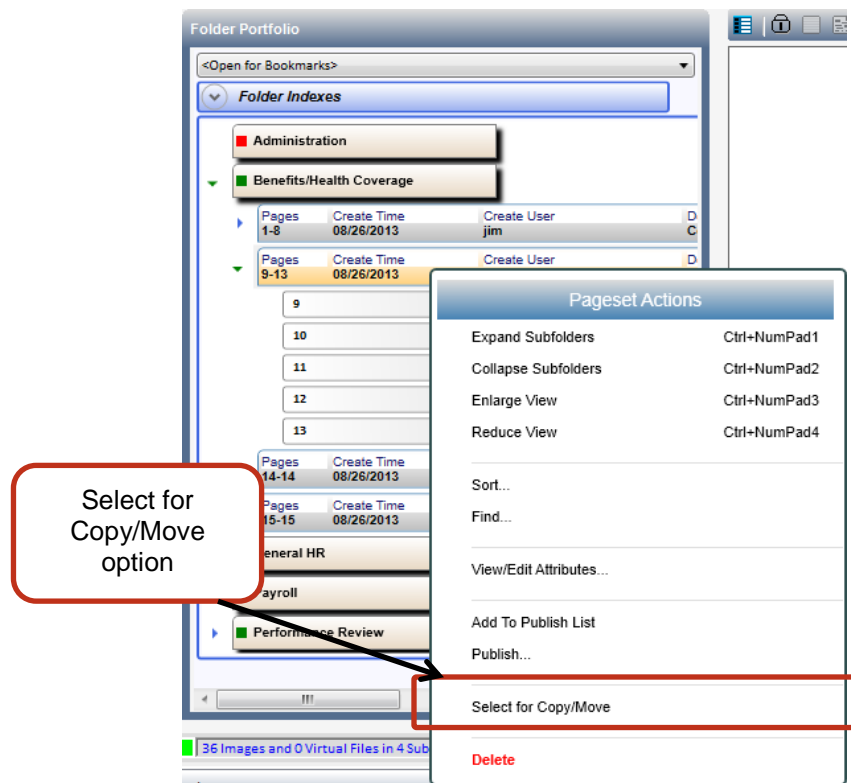 Folder Portfolio
<Open for Bookmarks>
Folder Indexes
Administration
Benefits/Health Coverage
Pages Create Time Create User D
1-8 08/26/2013 jim C
Pages Create Time Create User D
9-13 08/26/2013
9
10
11
12
13
Pages Create Time
14-14 08/26/2013
Pages Create Time
15-15 08/26/2013
eneral HR
ayroll
Performance Review
36 Images and 0 Virtual Files in 4 Sub
Select for
Copy/Move
option
Pageset Actions
Expand Subfolders Ctrl+NumPad1
Collapse Subfolders Ctrl+NumPad2
Enlarge View Ctrl+NumPad3
Reduce View Ctrl+NumPad4
Sort...
Find...
View/Edit Attributes...
Add To Publish List
Publish...
Select for Copy/Move
Delete